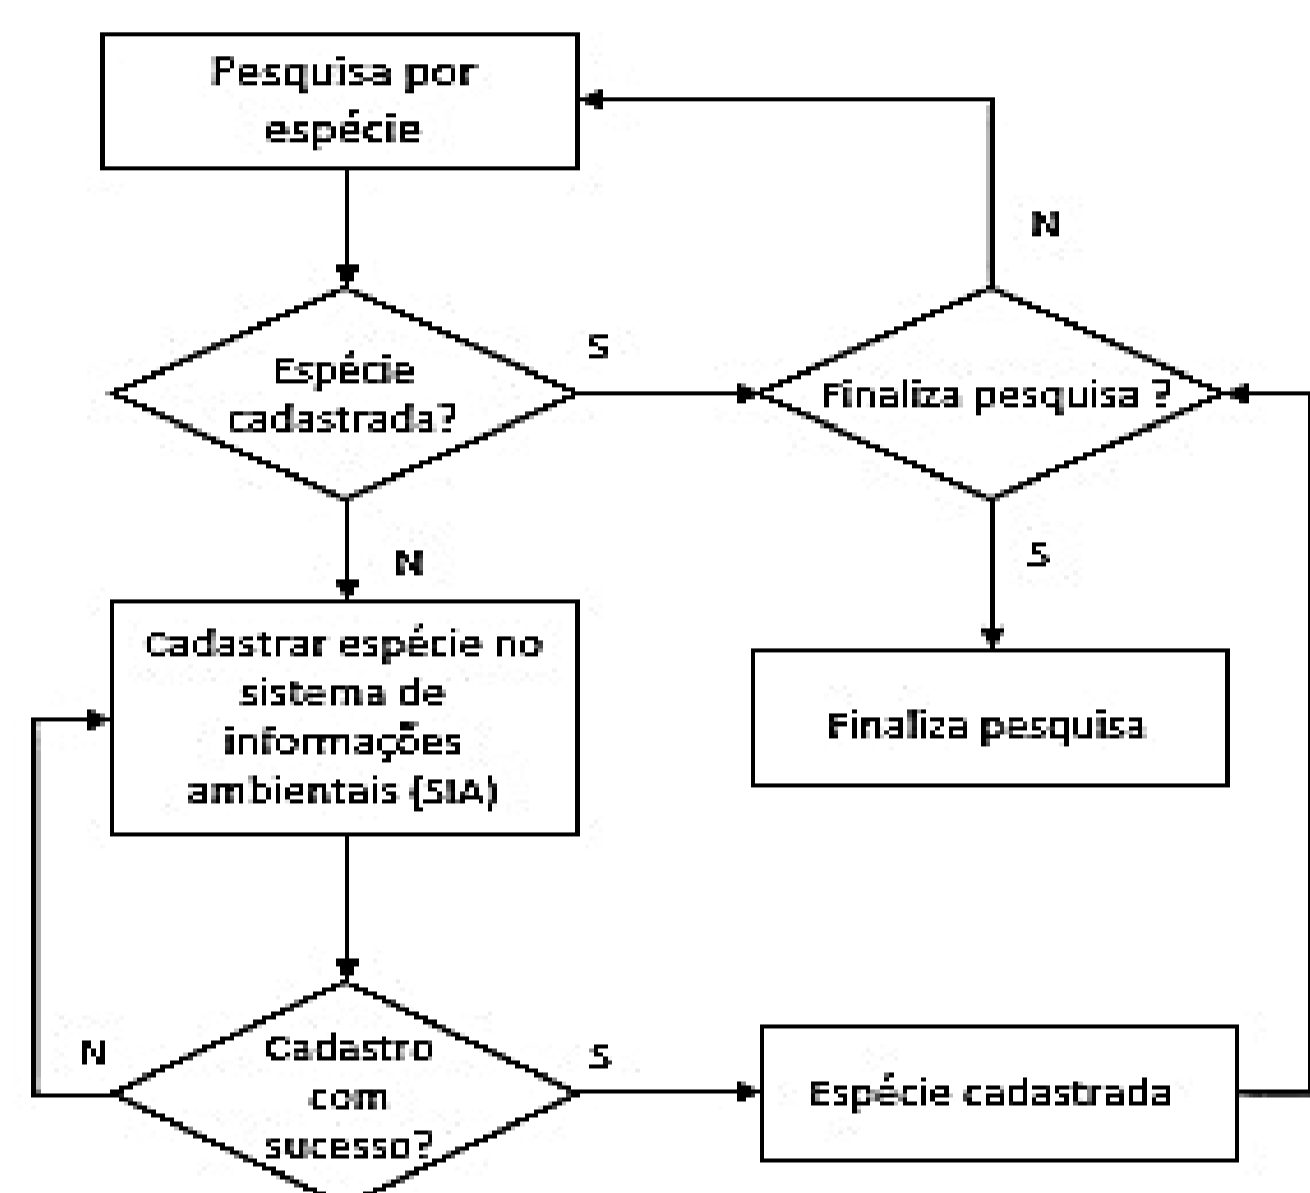 Pesquisa por
espécie
N
Espécie
cadastrada?
S
Finaliza pesquisa ?
N
S
Cadastrar espécie no
sistema de
informações
ambientais (SIA)
Finaliza pesquisa
N
Cadastro
com
sucesso?
S
Espécie cadastrada